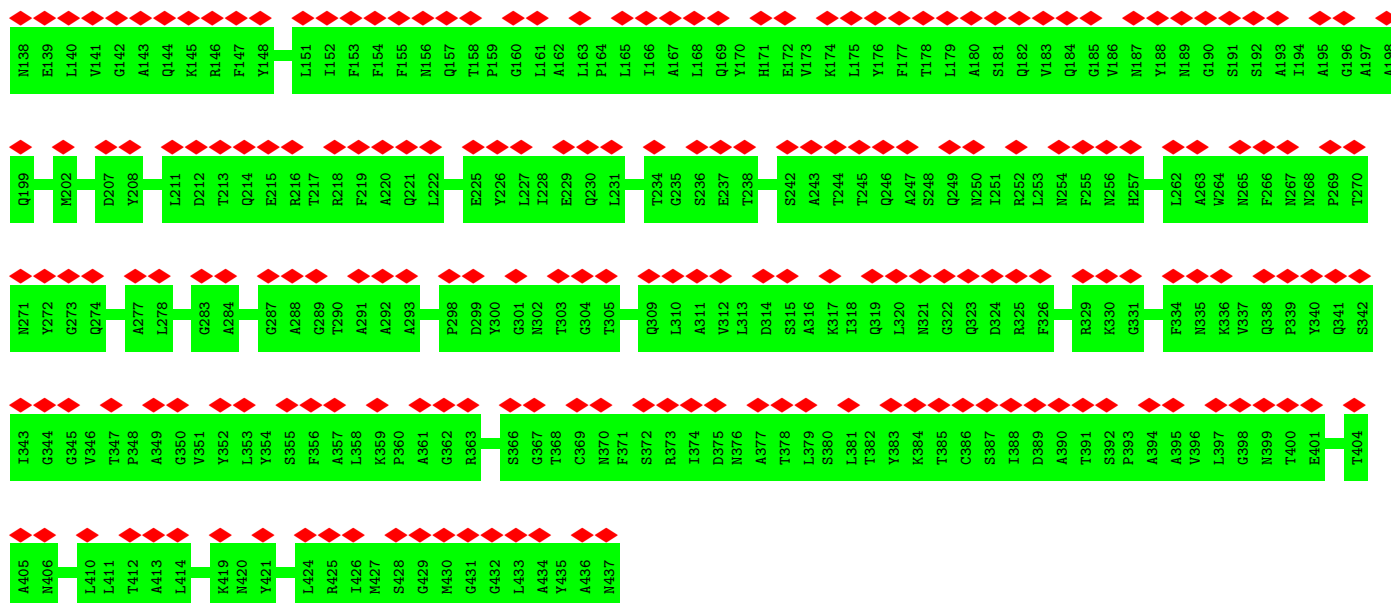 N138 E139 L140 V141 G142 A143 Q144 K145 R146 F147 Y148 L151 I152 F153 F154 F155 N156 Q157 T158 P159 G160 L161 A162 L163 P164 L165 I166 A167 L168 Q169 Y170 H171 E172 V173 K174 L175 Y176 F177 T178 L179 A180 S181 Q182 V183 Q184 G185 V186 N187 Y188 N189 G190 S191 S192 A193 I194 A195 G196 A197 A198
Q199 M202 D207 Y208 L211 D212 T213 Q214 E215 R216 T217 R218 F219 A220 Q221 L222 E225 Y226 L227 I228 E229 Q230 L231 T234 G235 S236 E237 T238 S242 A243 T244 T245 Q246 A247 S248 Q249 N250 I251 R252 L253 N254 F255 N256 H257 L262 A263 W264 N265 F266 N267 N268 P269 T270
N271 Y272 G273 Q274 A277 L278 G283 A284 G287 A288 G289 T290 A291 A292 A293 P298 D299 Y300 G301 N302 T303 G304 T305 Q309 L310 A311 V312 L313 D314 S315 A316 K317 I318 Q319 L320 N321 G322 Q323 D324 R325 F326 R329 K330 G331 F334 N335 K336 V337 Q338 P339 Y340 Q341 S342
I343 G344 G345 V346 T347 P348 A349 G350 V351 Y352 L353 Y354 S355 F356 A357 L358 K359 P360 A361 G362 R363 S366 G367 T368 C369 N370 F371 S372 R373 I374 D375 N376 A377 T378 L379 S380 L381 T382 Y383 K384 T385 C386 S387 I388 D389 A390 T391 S392 P393 A394 A395 V396 L397 G398 N399 T400 E401 T404
A405 N406 L410 L411 T412 A413 L414 K419 N420 Y421 L424 R425 I426 M427 S428 G429 M430 G431 G432 L433 A434 Y435 A436 N437